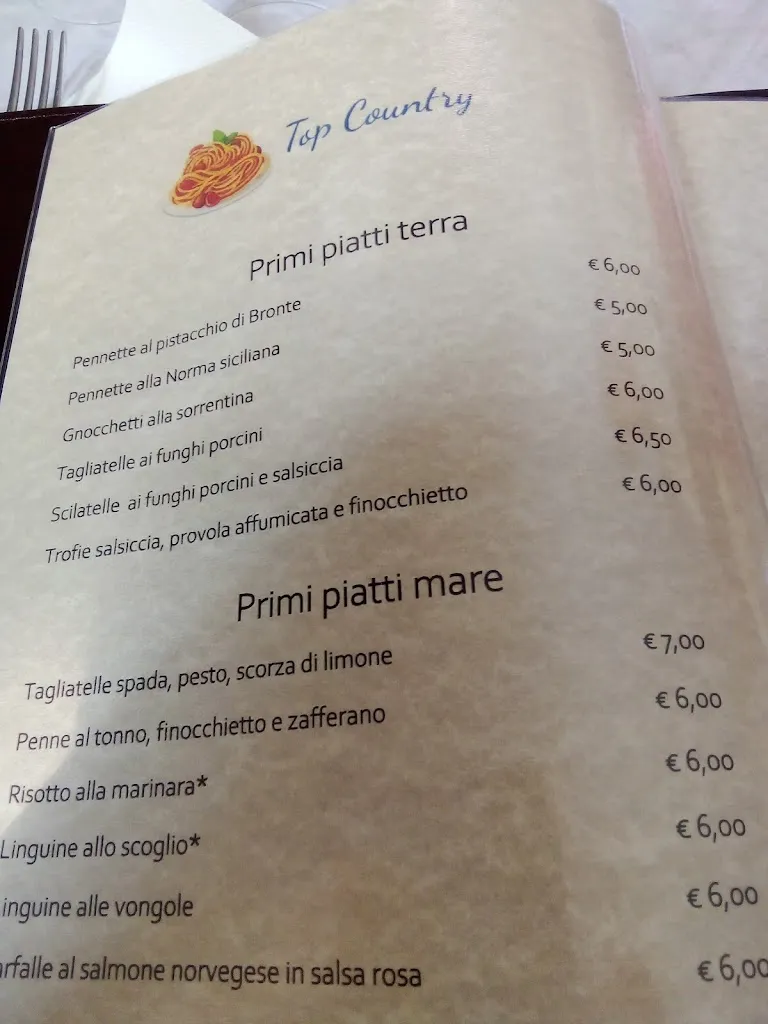 Top Country
Primi piatti terra
Pennette al pistacchio di Bronte € 6,00
Pennette alla Norma siciliana € 5,00
Gnocchetti alla sorrentina € 5,00
Tagliatelle ai funghi porcini € 6,00
Scilatelle ai funghi porcini e salsiccia € 6,50
Trofie salsiccia, provola affumicata e finocchietto € 6,00
Primi piatti mare
Tagliatelle spada, pesto, scorza di limone € 7,00
Penne al tonno, finocchietto e zafferano € 6,00
Risotto alla marinara* € 6,00
Linguine allo scoglio* € 6,00
inguine alle vongole € 6,00
arfalle al salmone norvegese in salsa rosa € 6,00